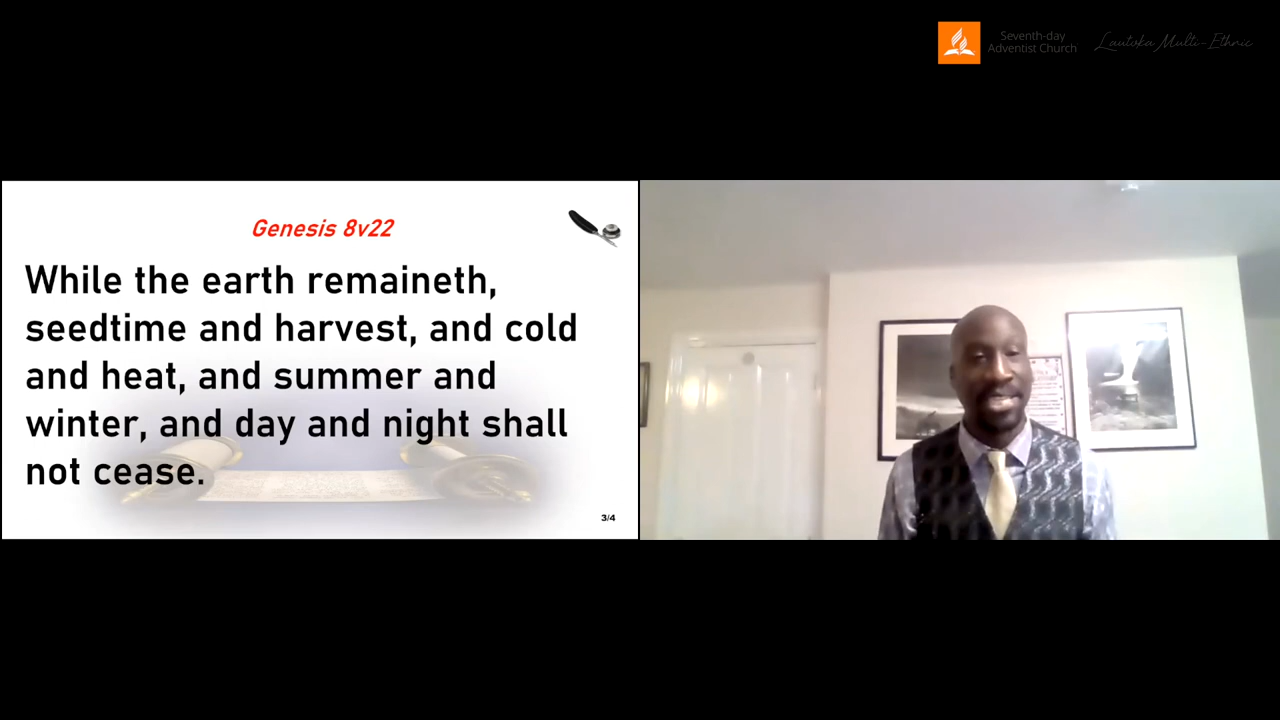 Seventh-day
Adventist Church
Lautoka Multi-Ethnic
Genesis 8v22
While the earth remaineth,
seedtime and harvest, and cold
and heat, and summer and
winter, and day and night shall
not cease.
3/4